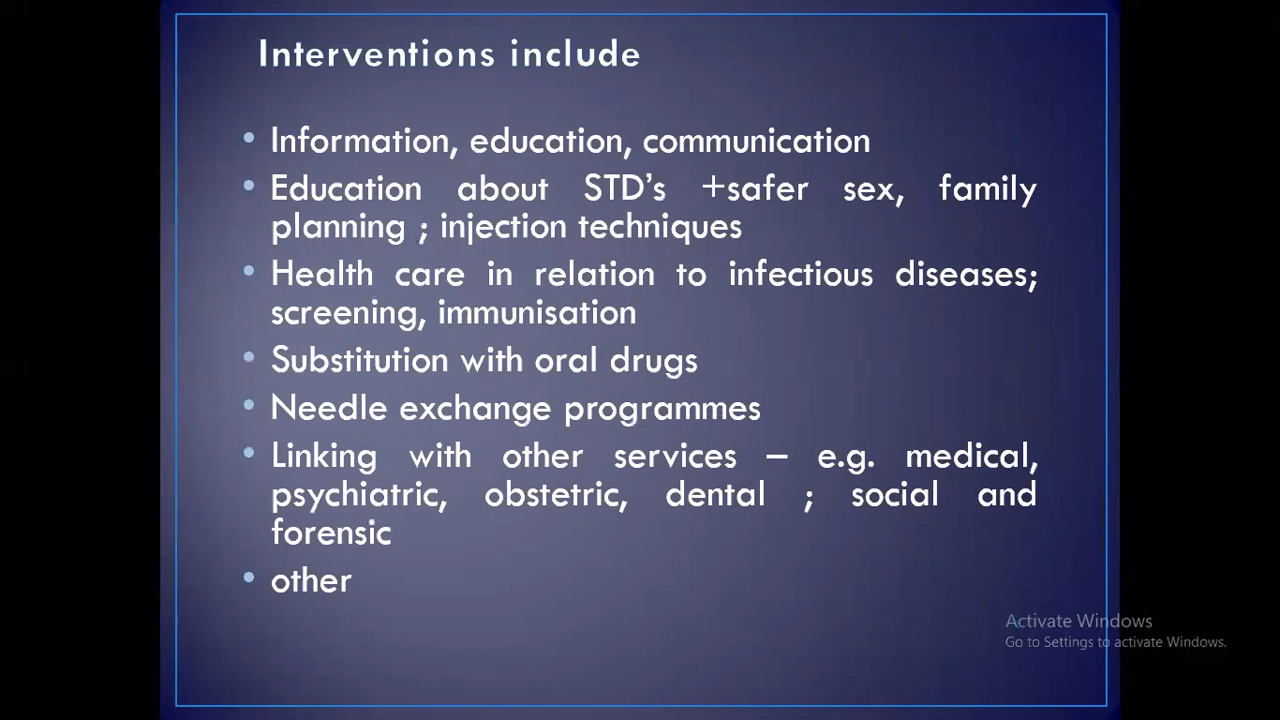 Interventions include
• Information, education, communication
• Education about STD's +safer sex, family
planning ; injection techniques
• Health care in relation to infectious diseases;
screening, immunisation
• Substitution with oral drugs
• Needle exchange programmes
• Linking with other services – e.g. medical,
psychiatric, obstetric, dental ; social and
forensic
• other
Activate Windows
Go to Settings to activate Windows.